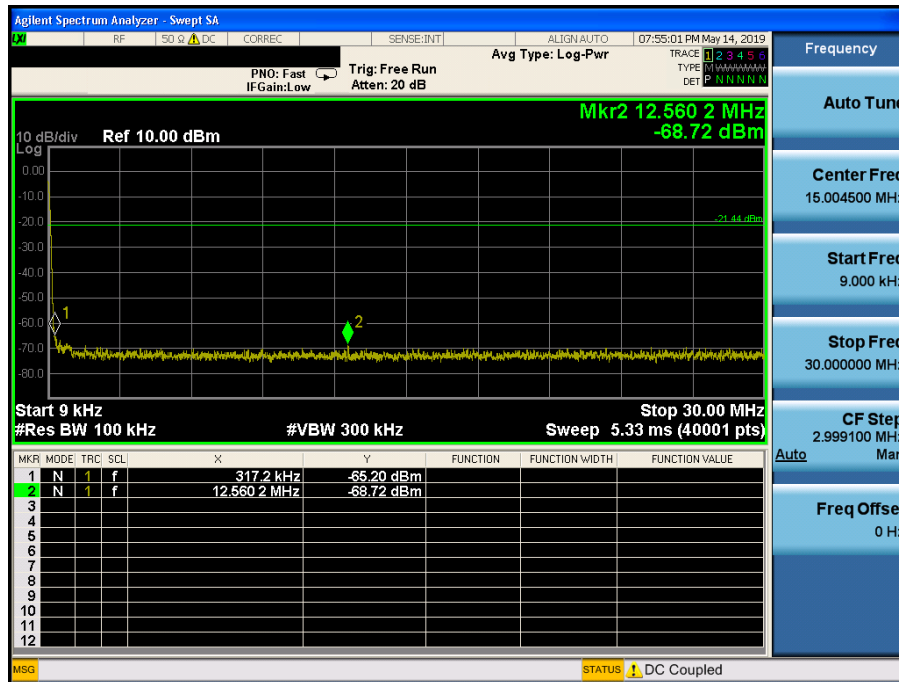 Agilent Spectrum Analyzer - Swept SA
LXI RF 50 Ω DC CORREC SENSE:INT ALIGN AUTO 07:55:01 PM May 14, 2019
Avg Type: Log-Pwr TRACE 1 2 3 4 5 6
PNO: Fast Trig: Free Run TYPE M WWWWW
IFGain:Low Atten: 20 dB DET P N N N N N
Mkr2 12.560 2 MHz
-68.72 dBm
10 dB/div Ref 10.00 dBm
Log
0.00
-10.0
-20.0
-21.44 dBm
-30.0
-40.0
-50.0
-60.0
1
2
-70.0
-80.0
Start 9 kHz Stop 30.00 MHz
#Res BW 100 kHz #VBW 300 kHz Sweep 5.33 ms (40001 pts)
MKR MODE TRC SCL X Y FUNCTION FUNCTION WIDTH FUNCTION VALUE
1 N 1 f 317.2 kHz -65.20 dBm
2 N 1 f 12.560 2 MHz -68.72 dBm
3
4
5
6
7
8
9
10
11
12
MSG STATUS DC Coupled
Frequency
Auto Tune
Center Freq
15.004500 MHz
Start Freq
9.000 kHz
Stop Freq
30.000000 MHz
CF Step
2.999100 MHz
Auto Man
Freq Offset
0 Hz